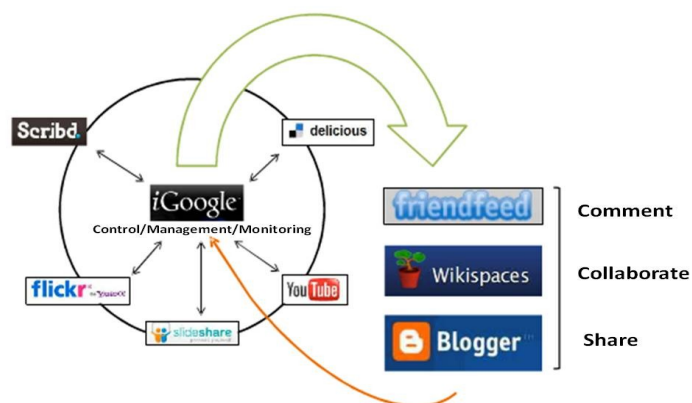 Scribd.
delicious
iGoogle
Control/Management/Monitoring
flickr
YouTube
slideshare
friendfeed
Comment
Wikispaces
Collaborate
Blogger
Share